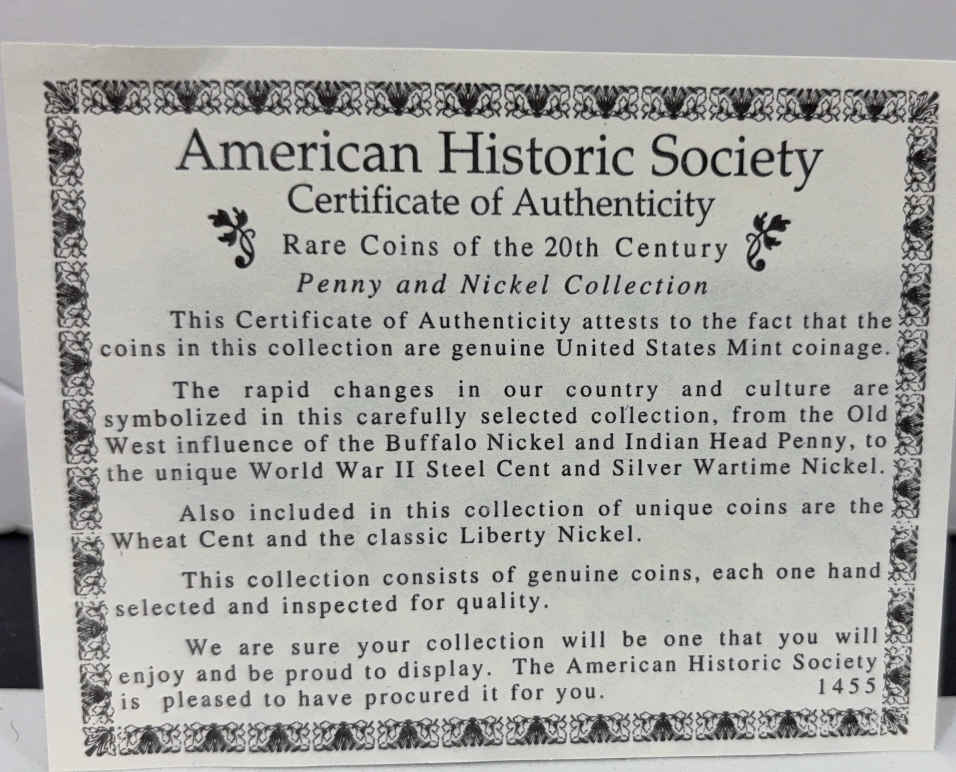 American Historic Society
Certificate of Authenticity
Rare Coins of the 20th Century
Penny and Nickel Collection
This Certificate of Authenticity attests to the fact that the
coins in this collection are genuine United States Mint coinage.
The rapid changes in our country and culture are
symbolized in this carefully selected collection, from the Old
West influence of the Buffalo Nickel and Indian Head Penny, to
the unique World War II Steel Cent and Silver Wartime Nickel.
Also included in this collection of unique coins are the
Wheat Cent and the classic Liberty Nickel.
This collection consists of genuine coins, each one hand
selected and inspected for quality.
We are sure your collection will be one that you will
enjoy and be proud to display. The American Historic Society
is pleased to have procured it for you.
1455